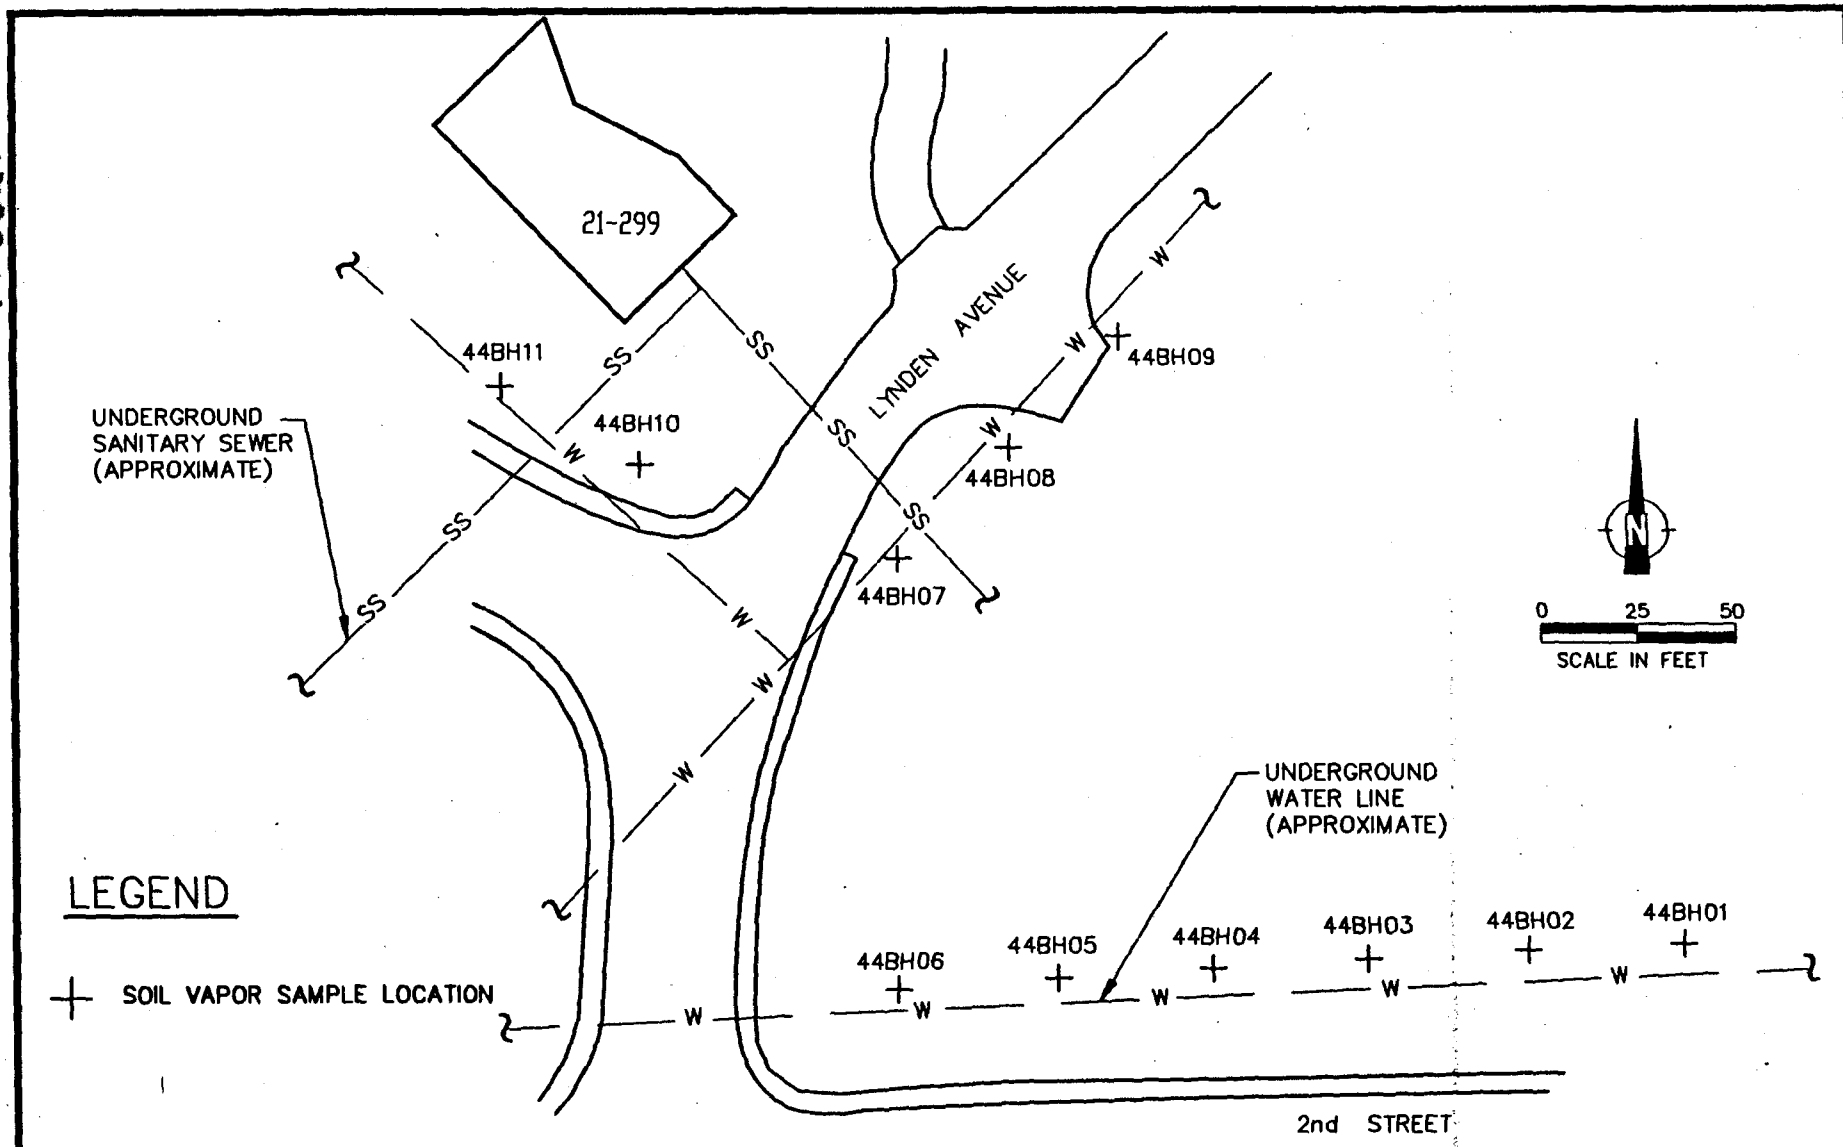 21-299
SS
SS
SS
SS
SS
SS
LYNDEN AVENUE
W
W
W
W
W
W
W
44BH11
44BH10
44BH09
44BH08
44BH07
UNDERGROUND
SANITARY SEWER
(APPROXIMATE)
N
0 25 50
SCALE IN FEET
UNDERGROUND
WATER LINE
(APPROXIMATE)
LEGEND
SOIL VAPOR SAMPLE LOCATION
44BH06
44BH05
44BH04
44BH03
44BH02
44BH01
W
W
W
W
W
2nd STREET